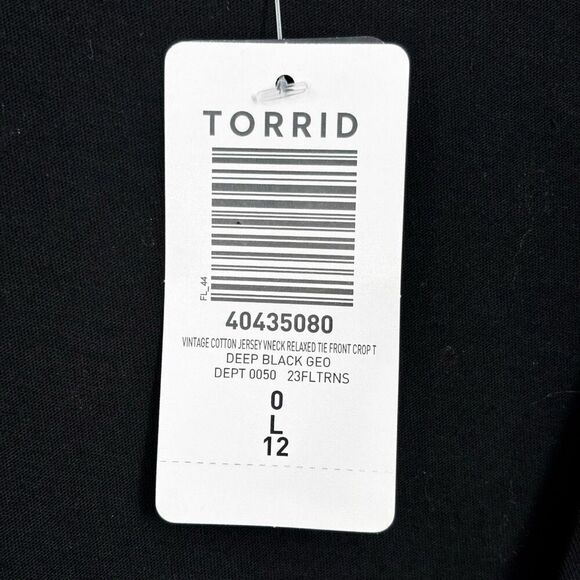 TORRID
FL_44
40435080
VINTAGE COTTON JERSEY VNECK RELAXED TIE FRONT CROP T
DEEP BLACK GEO
DEPT 0050 23FLTRNS
0
L
12